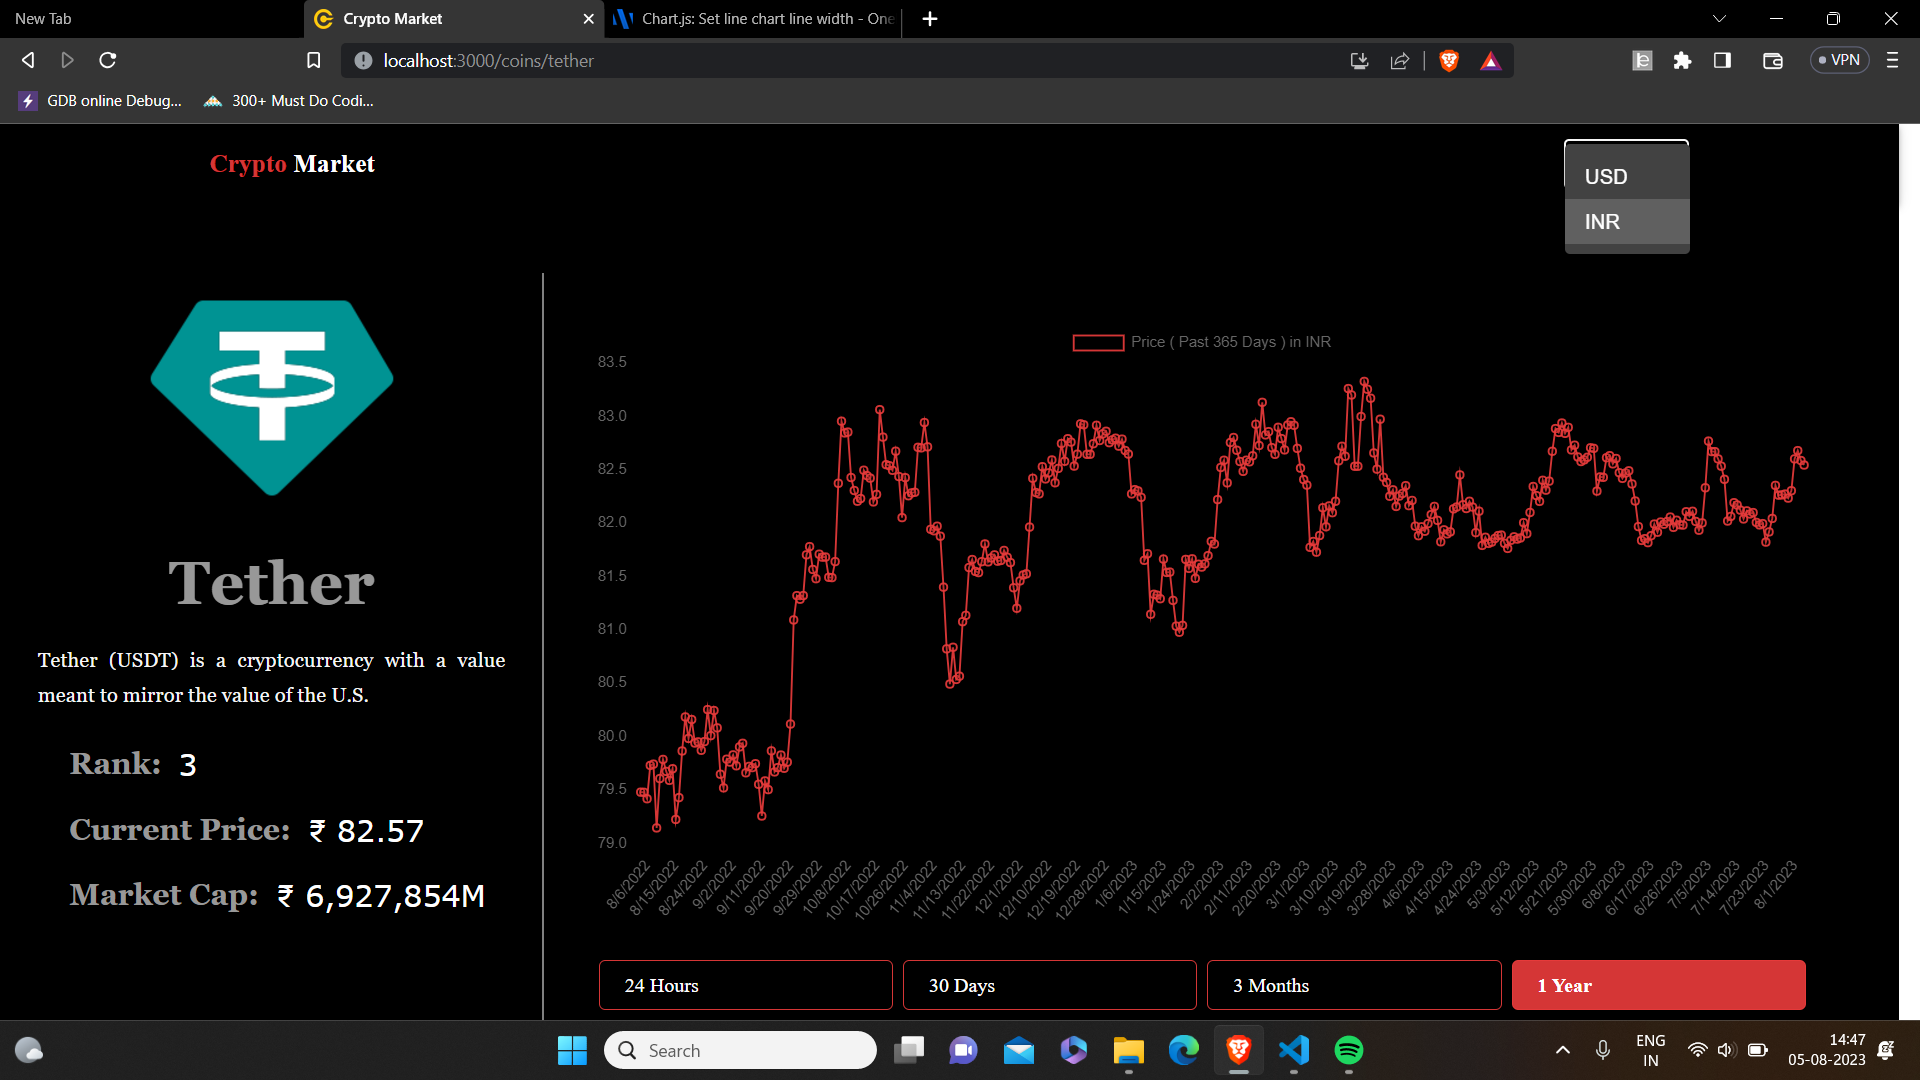 New Tab
Crypto Market
Chart.js: Set line chart line width - One
localhost:3000/coins/tether
VPN
GDB online Debug...
300+ Must Do Codi...
Crypto Market
USD
INR
Tether
Tether (USDT) is a cryptocurrency with a value
meant to mirror the value of the U.S.
Rank: 3
Current Price: ₹ 82.57
Market Cap: ₹ 6,927,854M
Price ( Past 365 Days ) in INR
83.5
83.0
82.5
82.0
81.5
81.0
80.5
80.0
79.5
79.0
8/6/2022
8/15/2022
8/24/2022
9/2/2022
9/11/2022
9/20/2022
9/29/2022
10/8/2022
10/17/2022
10/26/2022
11/4/2022
11/13/2022
11/22/2022
12/1/2022
12/10/2022
12/19/2022
12/28/2022
1/6/2023
1/15/2023
1/24/2023
2/2/2023
2/11/2023
2/20/2023
3/1/2023
3/10/2023
3/19/2023
3/28/2023
4/6/2023
4/15/2023
4/24/2023
5/3/2023
5/12/2023
5/21/2023
5/30/2023
6/8/2023
6/17/2023
6/26/2023
7/5/2023
7/14/2023
7/23/2023
8/1/2023
24 Hours
30 Days
3 Months
1 Year
Search
ENG
IN
14:47
05-08-2023